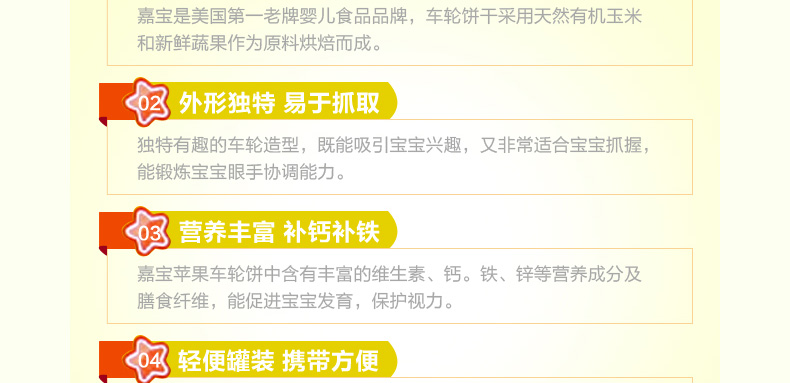 嘉宝是美国第一老牌婴儿食品品牌，车轮饼干采用天然有机玉米
和新鲜蔬果作为原料烘焙而成。
02 外形独特 易于抓取
独特有趣的车轮造型，既能吸引宝宝兴趣，又非常适合宝宝抓握，
能锻炼宝宝眼手协调能力。
03 营养丰富 补钙补铁
嘉宝苹果车轮饼中含有丰富的维生素、钙。铁、锌等营养成分及
膳食纤维，能促进宝宝发育，保护视力。
04 轻便罐装 携带方便